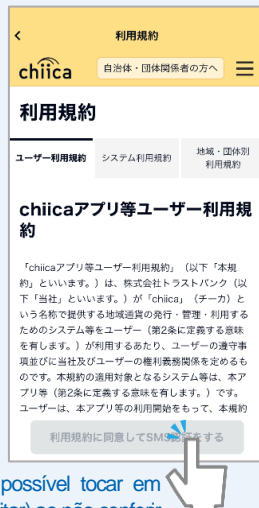 利用規約
chiica
自治体・団体関係者の方へ
利用規約
ユーザー利用規約
システム利用規約
地域・団体別
利用規約
chiicaアプリ等ユーザー利用規
約
「chiicaアプリ等ユーザー利用規約」（以下「本規
約」といいます。）は、株式会社トラストバンク（以
下「当社」といいます。）が「chiica」（チーカ）と
いう名称で提供する地域通貨の発行・管理・利用する
ためのシステム等をユーザー（第2条に定義する意味
を有します。）が利用するあたり、ユーザーの遵守事
項並びに当社及びユーザーの権利義務関係を定めるも
のです。本規約の適用対象となるシステム等は、本ア
プリ等（第2条に定義する意味を有します。）です。
ユーザーは、本アプリ等の利用開始をもって、本規約
利用規約に同意してSMS認証をする
possível tocar em
itar) se não conferir